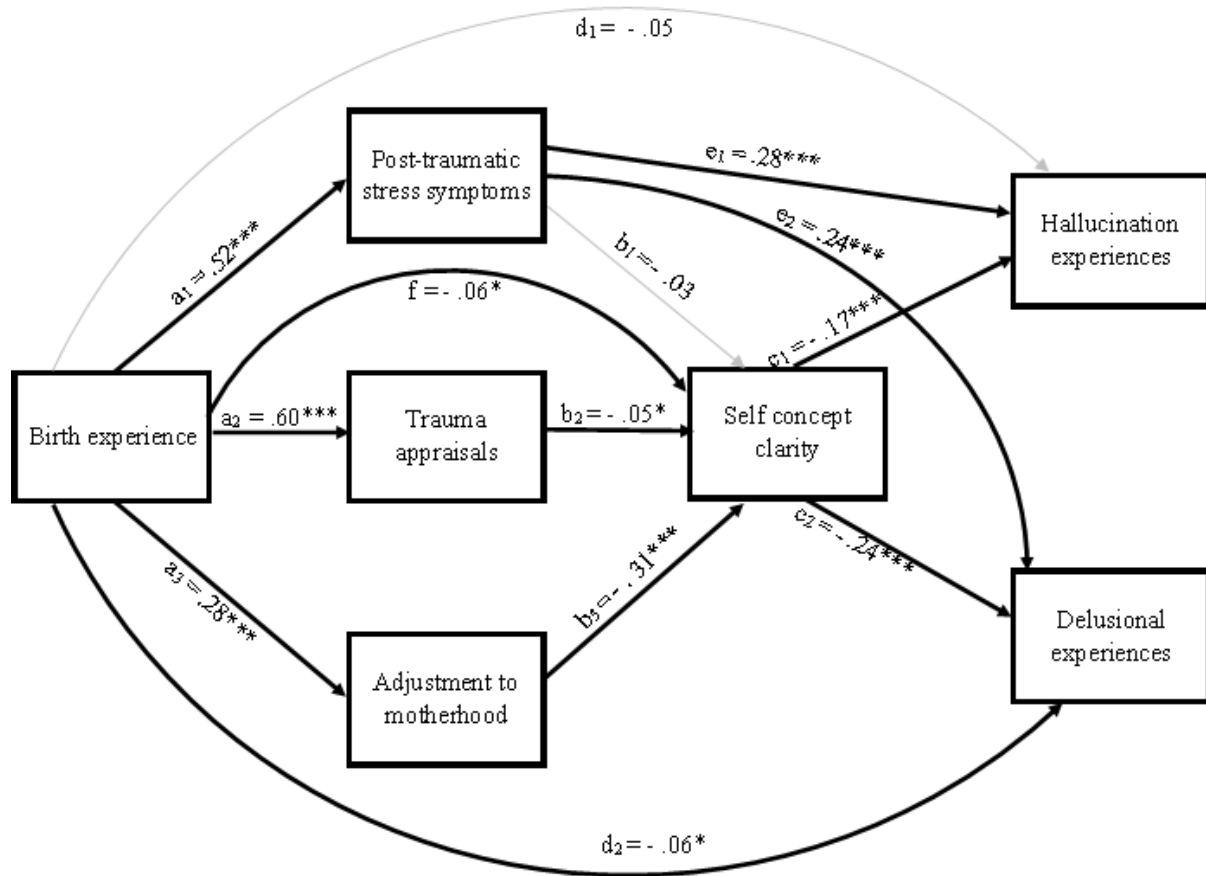 d₁ = - .05
Post-traumatic
stress symptoms
e₁ = .28***
Hallucination
experiences
e₂ = .24***
a₁ = .52***
b₁ = - .03
f = - .06*
c₁ = - .17***
Birth experience
a₂ = .60***
Trauma
appraisals
b₂ = - .05*
Self concept
clarity
a₃ = .28***
b₃ = - .31***
c₂ = - .24***
Delusional
experiences
Adjustment to
motherhood
d₂ = - .06*